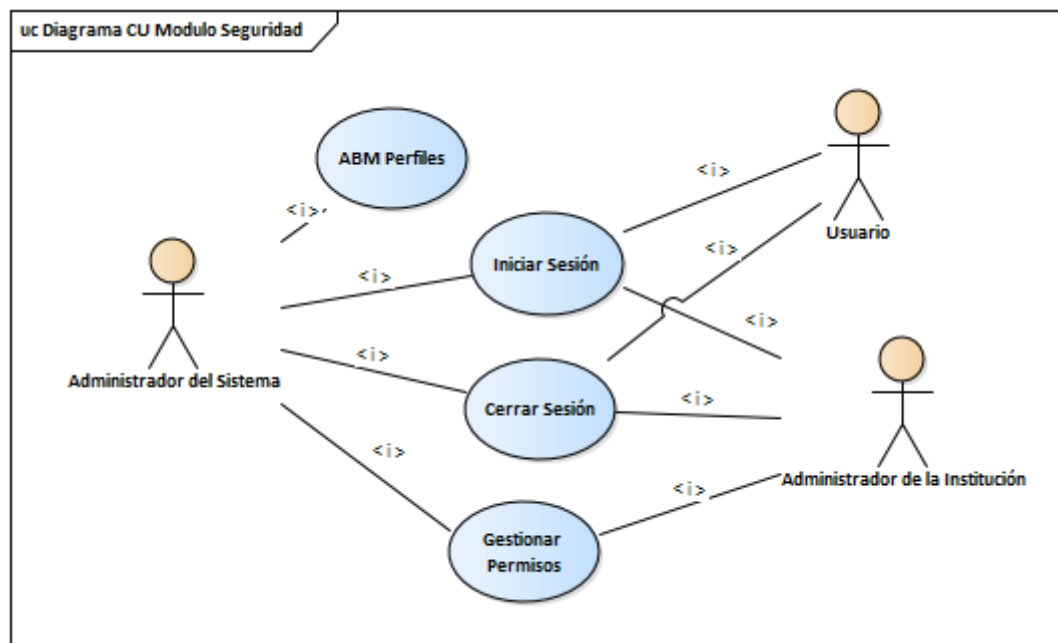 uc Diagrama CU Modulo Seguridad
ABM Perfiles
<i>
<i>
Usuario
<i>
<i>
Iniciar Sesión
<i>
<i>
Administrador del Sistema
<i>
Cerrar Sesión
<i>
<i>
Administrador de la Institución
<i>
Gestionar
Permisos